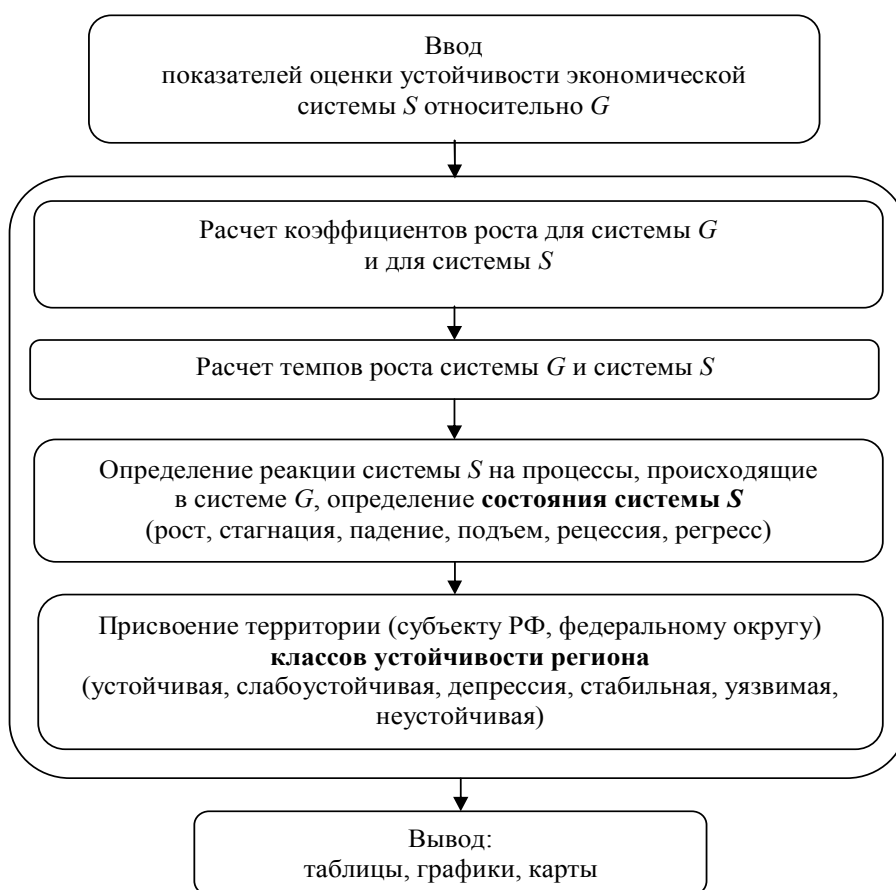 Ввод
показателей оценки устойчивости экономической
системы S относительно G
Расчет коэффициентов роста для системы G
и для системы S
Расчет темпов роста системы G и системы S
Определение реакции системы S на процессы, происходящие
в системе G, определение состояния системы S
(рост, стагнация, падение, подъем, рецессия, регресс)
Присвоение территории (субъекту РФ, федеральному округу)
классов устойчивости региона
(устойчивая, слабоустойчивая, депрессия, стабильная, уязвимая,
неустойчивая)
Вывод:
таблицы, графики, карты